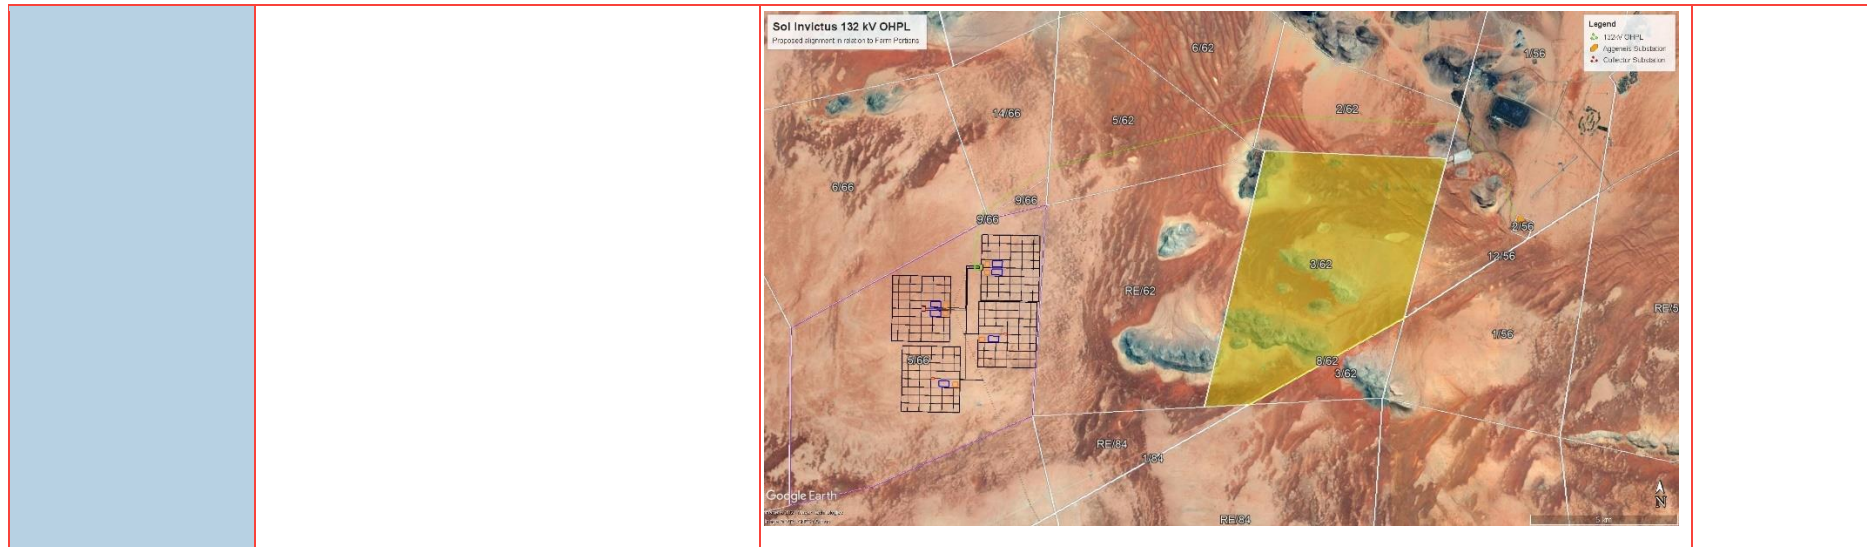 Sol Invictus 132 kV OHPL
Proposed alignment in relation to Farm Portions
Legend
132kV OHPL
Aggeneis Substation
Collector Substation
6/62
1/56
2/62
14/66
5/62
6/66
9/66
9/66
2/56
12/56
3/62
RE/62
1/56
5/66
8/62
3/62
RE/84
1/84
Google Earth
N
RE/84
5 km